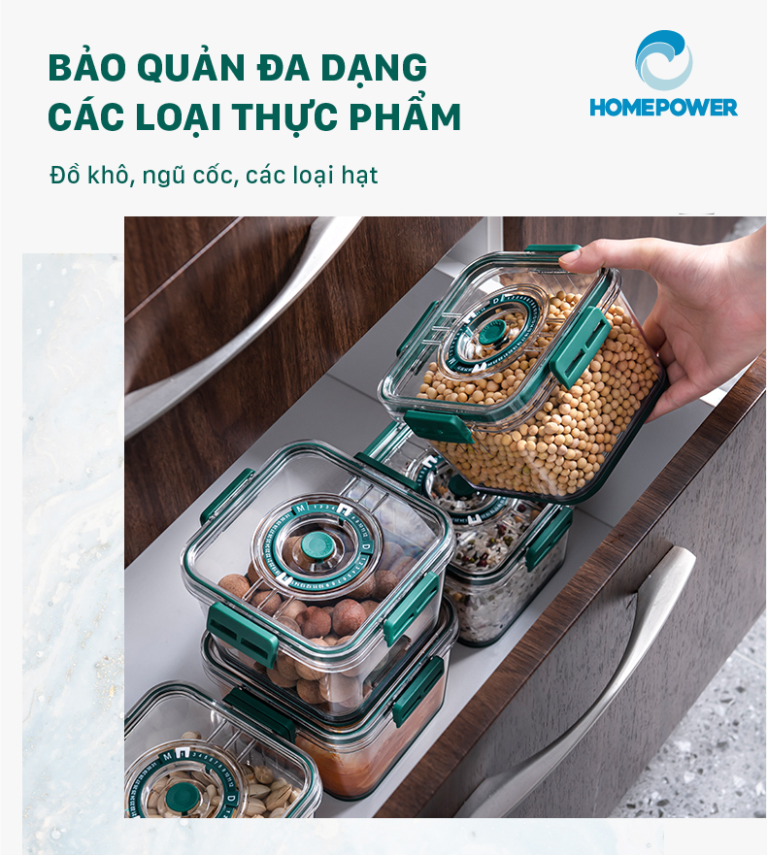 BẢO QUẢN ĐA DẠNG
CÁC LOẠI THỰC PHẨM
HOMEPOWER
Đồ khô, ngũ cốc, các loại hạt
M
D
M
D
D